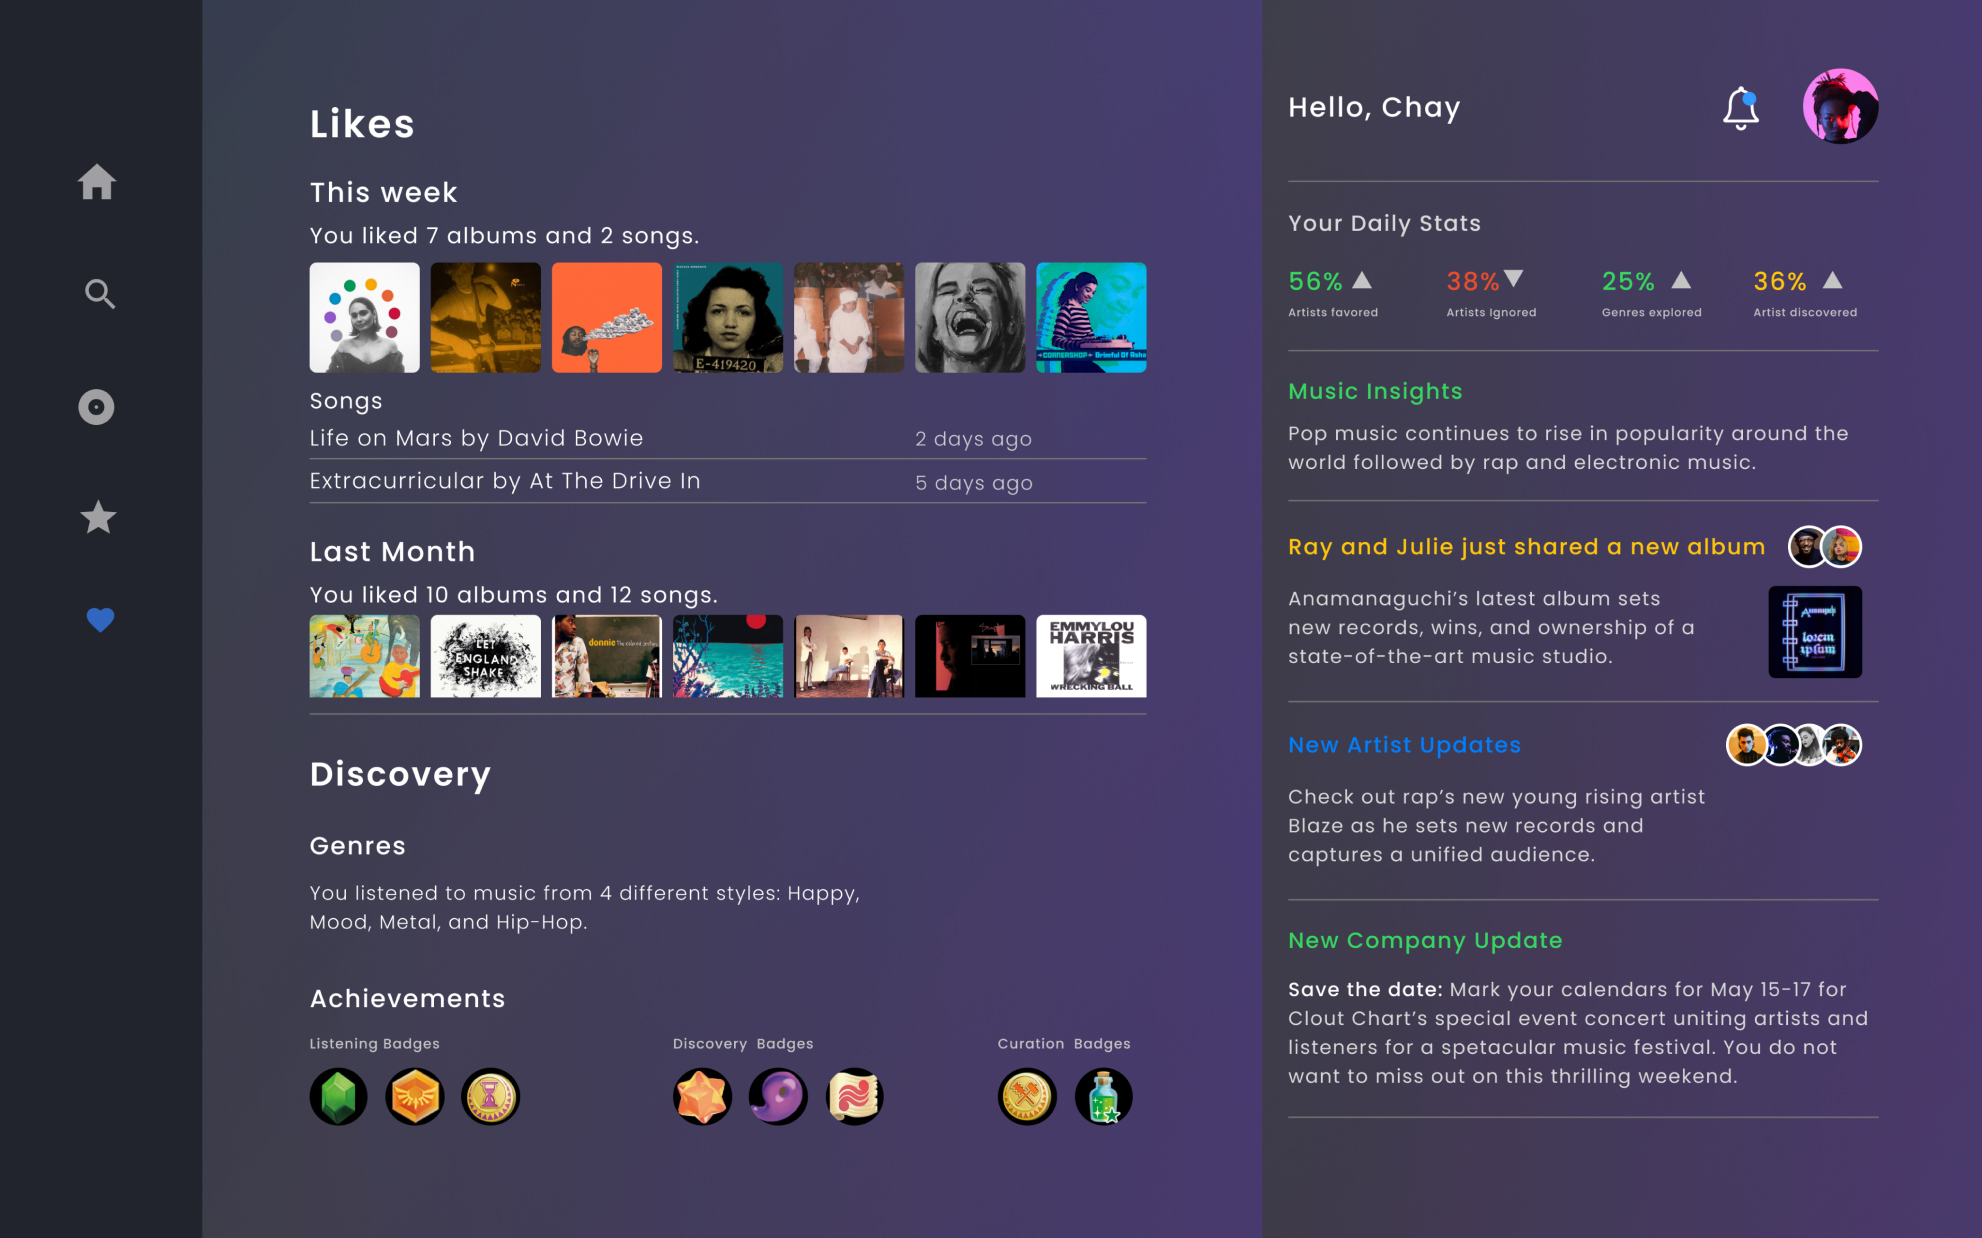 Likes
This week
You liked 7 albums and 2 songs.
E-419420
CORNERSHOP
Brimful Of Asha
Songs
Life on Mars by David Bowie
2 days ago
Extracurricular by At The Drive In
5 days ago
Last Month
You liked 10 albums and 12 songs.
LET
ENGLAND
SHAKE
donnie
EMMYLOU
HARRIS
WRECKING BALL
Discovery
Genres
You listened to music from 4 different styles: Happy,
Mood, Metal, and Hip-Hop.
Achievements
Listening Badges
Discovery Badges
Curation Badges
Hello, Chay
Your Daily Stats
56%
38%
25%
36%
Artists favored
Artists Ignored
Genres explored
Artist discovered
Music Insights
Pop music continues to rise in popularity around the
world followed by rap and electronic music.
Ray and Julie just shared a new album
Anamanaguchi’s latest album sets
new records, wins, and ownership of a
state-of-the-art music studio.
lorem
ipsum
New Artist Updates
Check out rap’s new young rising artist
Blaze as he sets new records and
captures a unified audience.
New Company Update
Save the date: Mark your calendars for May 15-17 for
Clout Chart’s special event concert uniting artists and
listeners for a spetacular music festival. You do not
want to miss out on this thrilling weekend.